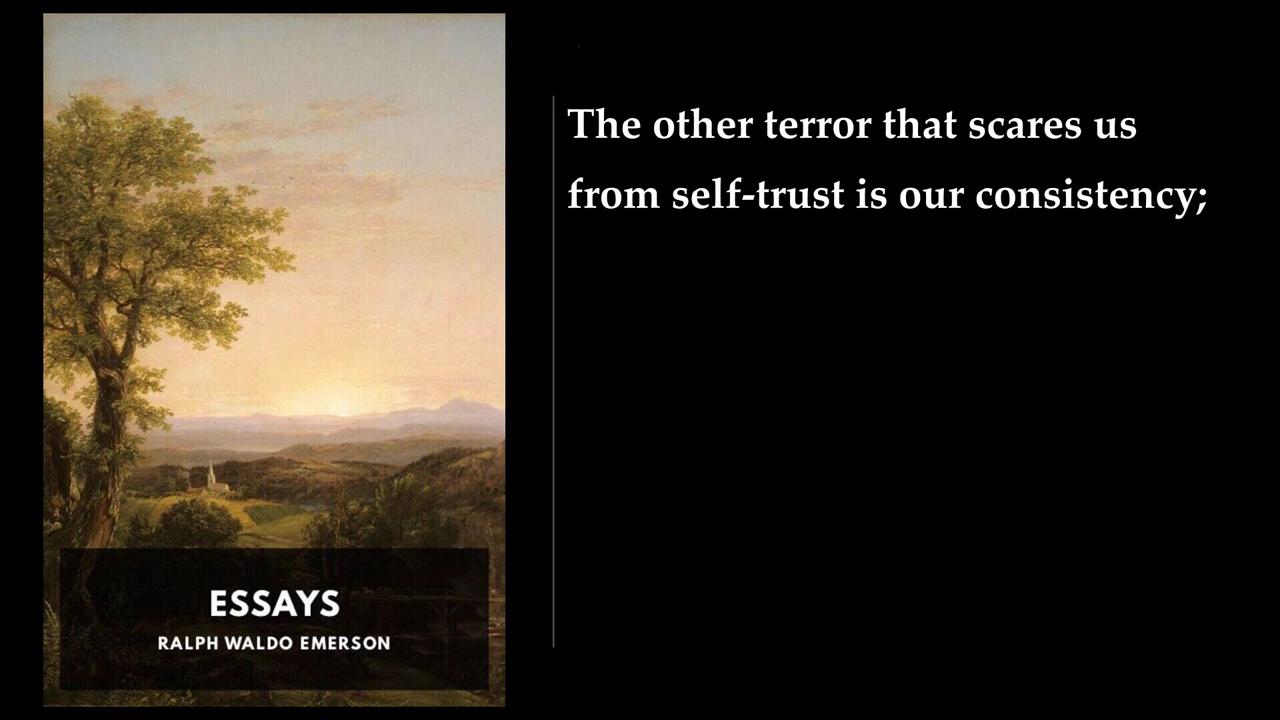 The other terror that scares us
from self-trust is our consistency;
ESSAYS
RALPH WALDO EMERSON